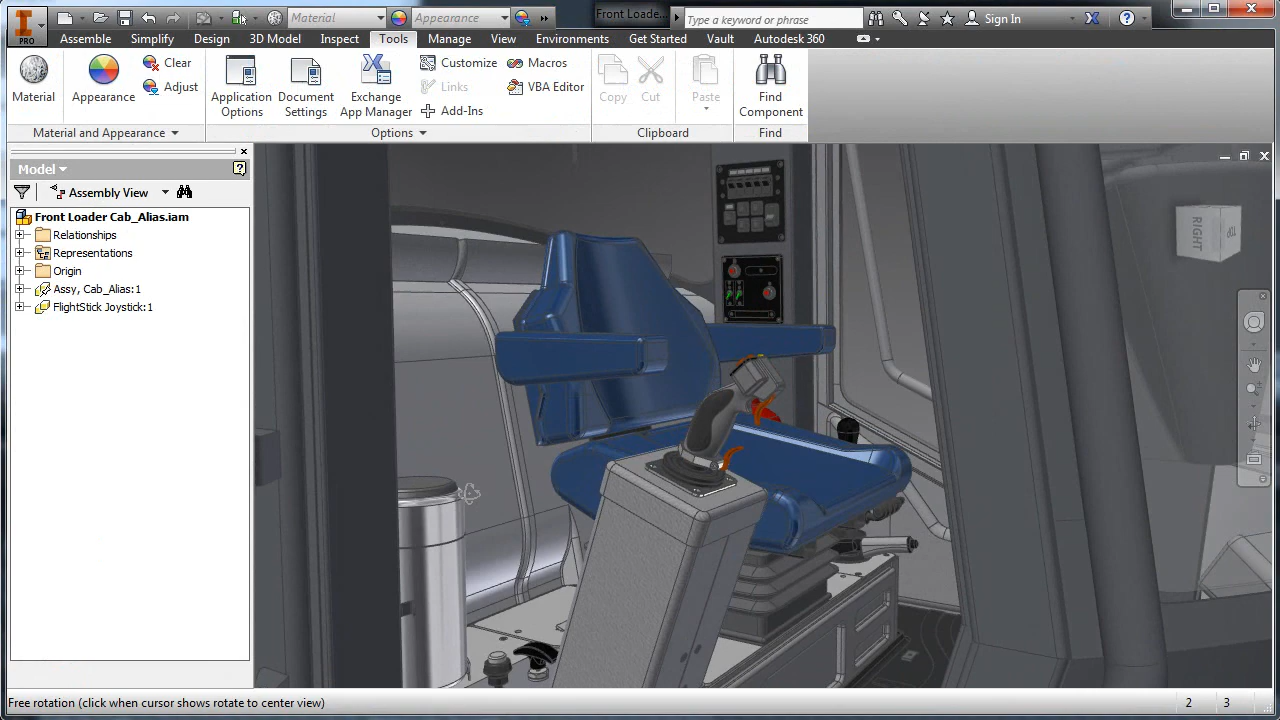 PRO
Material
Appearance
Front Loade...
Type a keyword or phrase
Sign In
Assemble Simplify Design 3D Model Inspect Tools Manage View Environments Get Started Vault Autodesk 360
Material
Appearance
Clear
Adjust
Material and Appearance
Application Options
Document Settings
Exchange App Manager
Customize
Links
Add-Ins
Macros
VBA Editor
Options
Copy
Cut
Paste
Clipboard
Find Component
Find
Model
Assembly View
Front Loader Cab_Alias.iam
Relationships
Representations
Origin
Assy, Cab_Alias:1
FlightStick Joystick:1
RIGHT
TOP
Free rotation (click when cursor shows rotate to center view)
2 3